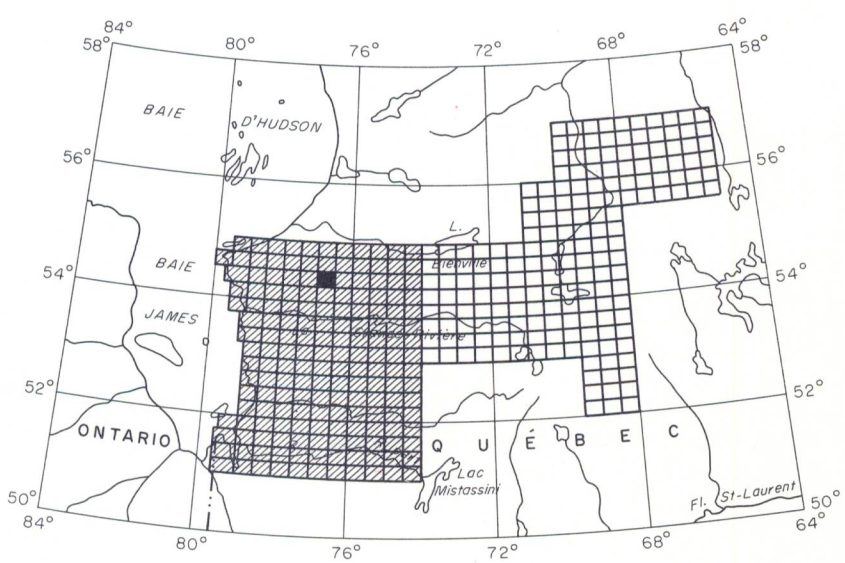 84°
80°
76°
72°
68°
64°
58°
58°
BAIE
D'HUDSON
56°
56°
L.
Bienville
BAIE
54°
54°
JAMES
Rivière
52°
52°
ONTARIO
QUÉBEC
Lac
Mistassini
Fl. St-Laurent
50°
50°
84°
80°
76°
72°
68°
64°